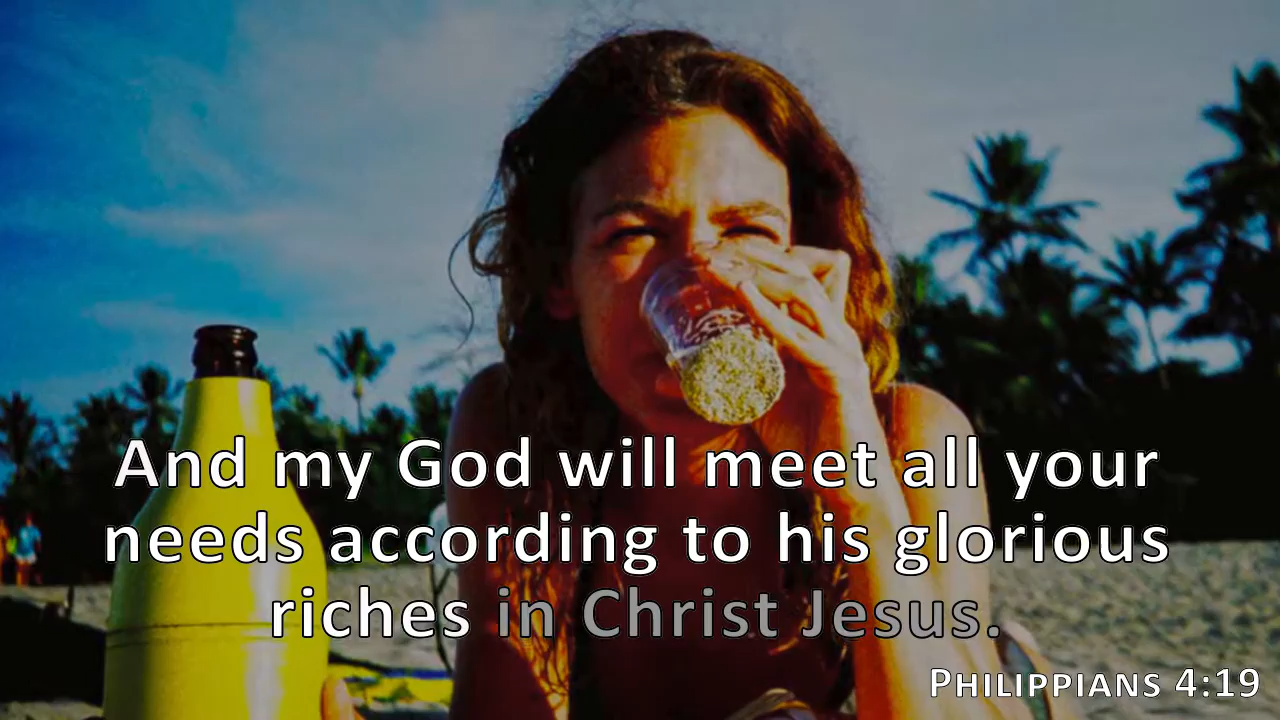 And my God will meet all your
needs according to his glorious
riches in Christ Jesus.
Philippians 4:19